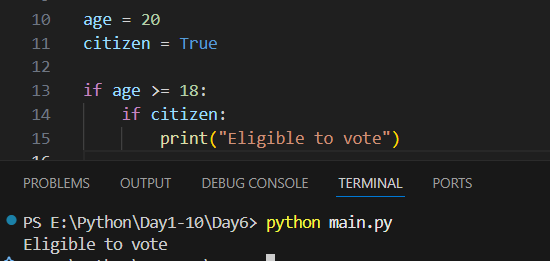 10 age = 20
11 citizen = True
12
13 if age >= 18:
14     if citizen:
15         print("Eligible to vote")
16
PROBLEMS OUTPUT DEBUG CONSOLE TERMINAL PORTS
PS E:\Python\Day1-10\Day6> python main.py
Eligible to vote